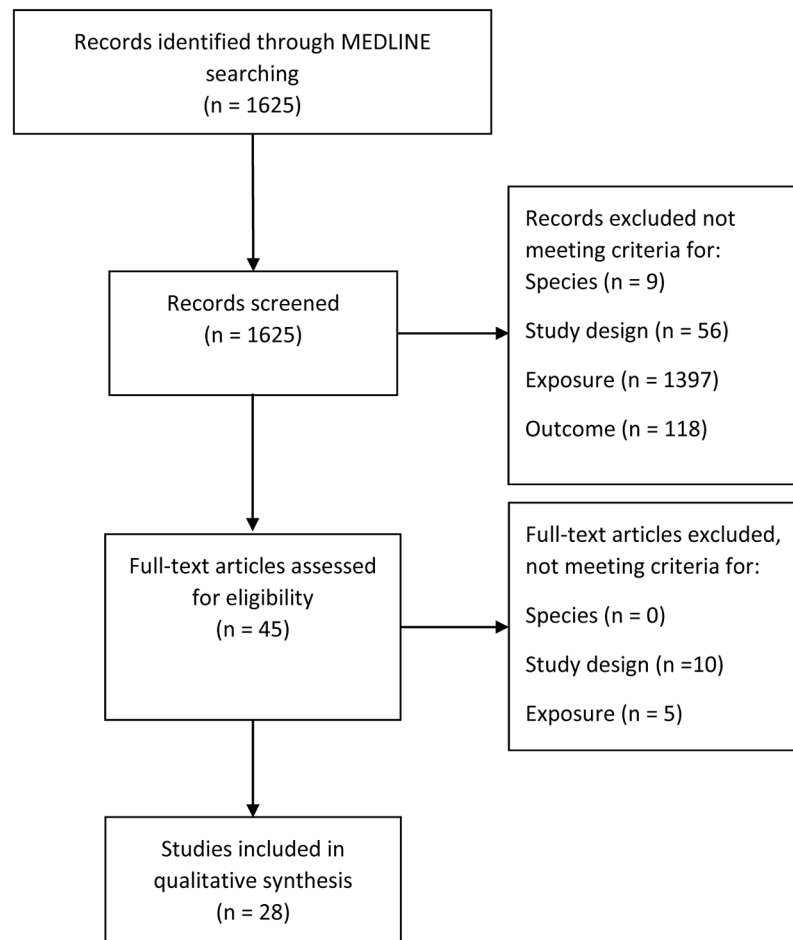 Records identified through MEDLINE
searching
(n = 1625)
Records screened
(n = 1625)
Records excluded not
meeting criteria for:
Species (n = 9)
Study design (n = 56)
Exposure (n = 1397)
Outcome (n = 118)
Full-text articles assessed
for eligibility
(n = 45)
Full-text articles excluded,
not meeting criteria for:
Species (n = 0)
Study design (n =10)
Exposure (n = 5)
Studies included in
qualitative synthesis
(n = 28)